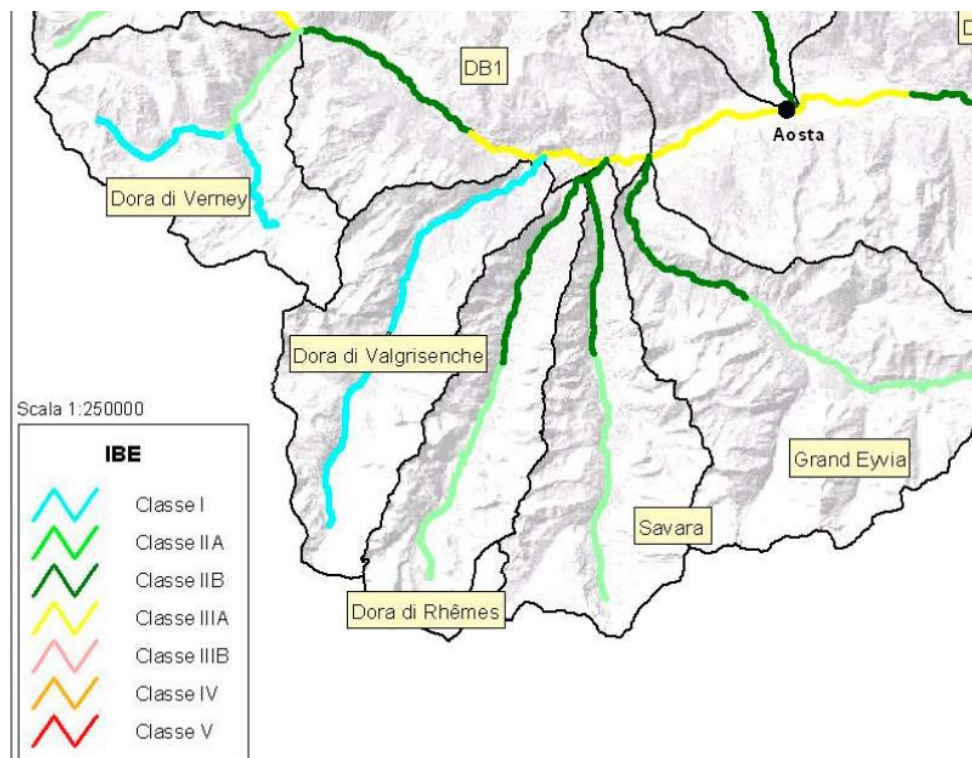 D
DB1
Aosta
Dora di Verney
Dora di Valgrisenche
Scala 1:250000
IBE
Classe I
Classe IIA
Classe IIB
Classe IIIA
Classe IIIB
Classe IV
Classe V
Grand Eyvia
Savara
Dora di Rhêmes